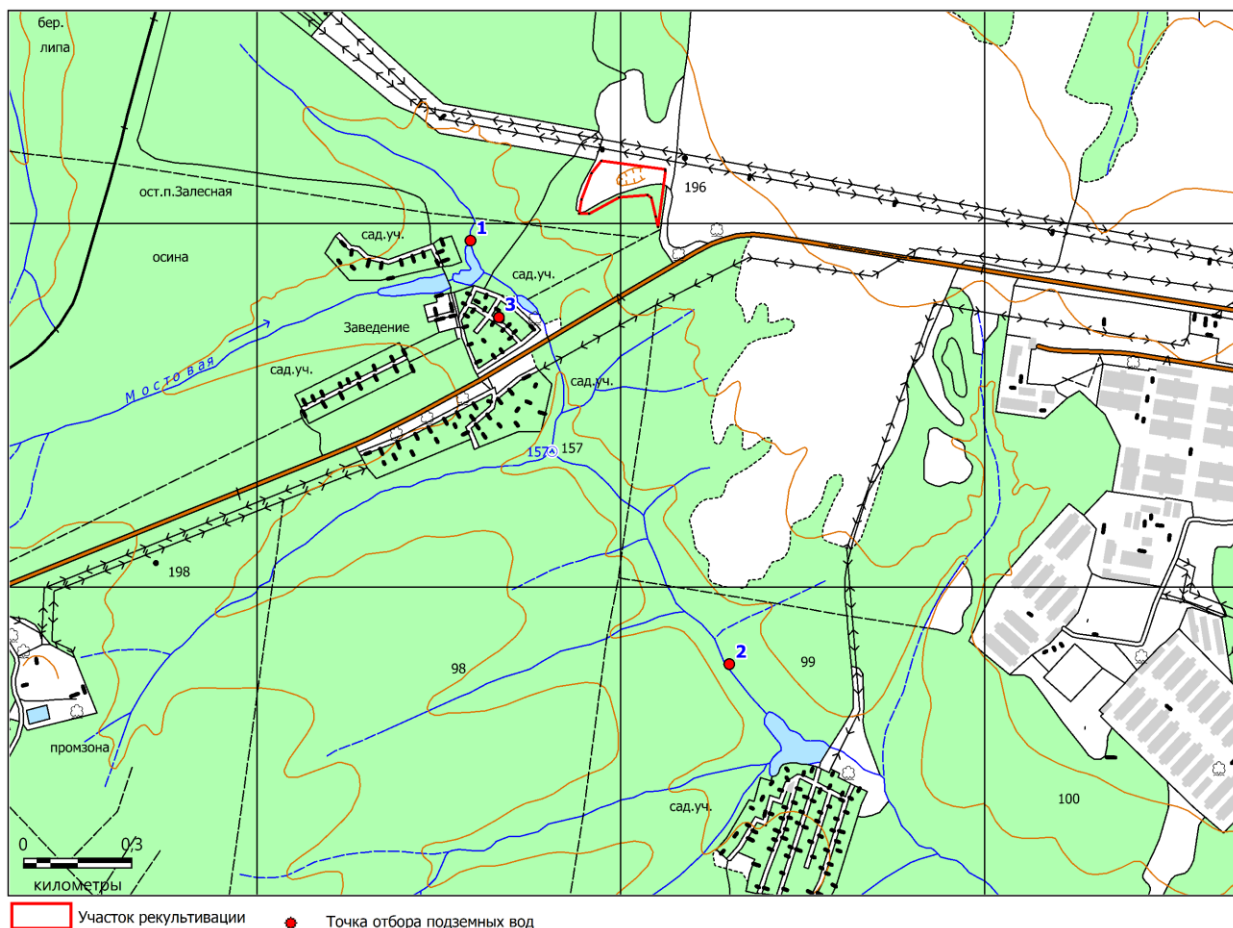 бер.
липа
ост.п.Залесная
196
сад.уч.
1
осина
сад.уч.
3
Заведение
Мостовая
сад.уч.
сад.уч.
157
157
198
2
98
99
промзона
100
сад.уч.
0
0,3
километры
Участок рекультивации
Точка отбора подземных вод